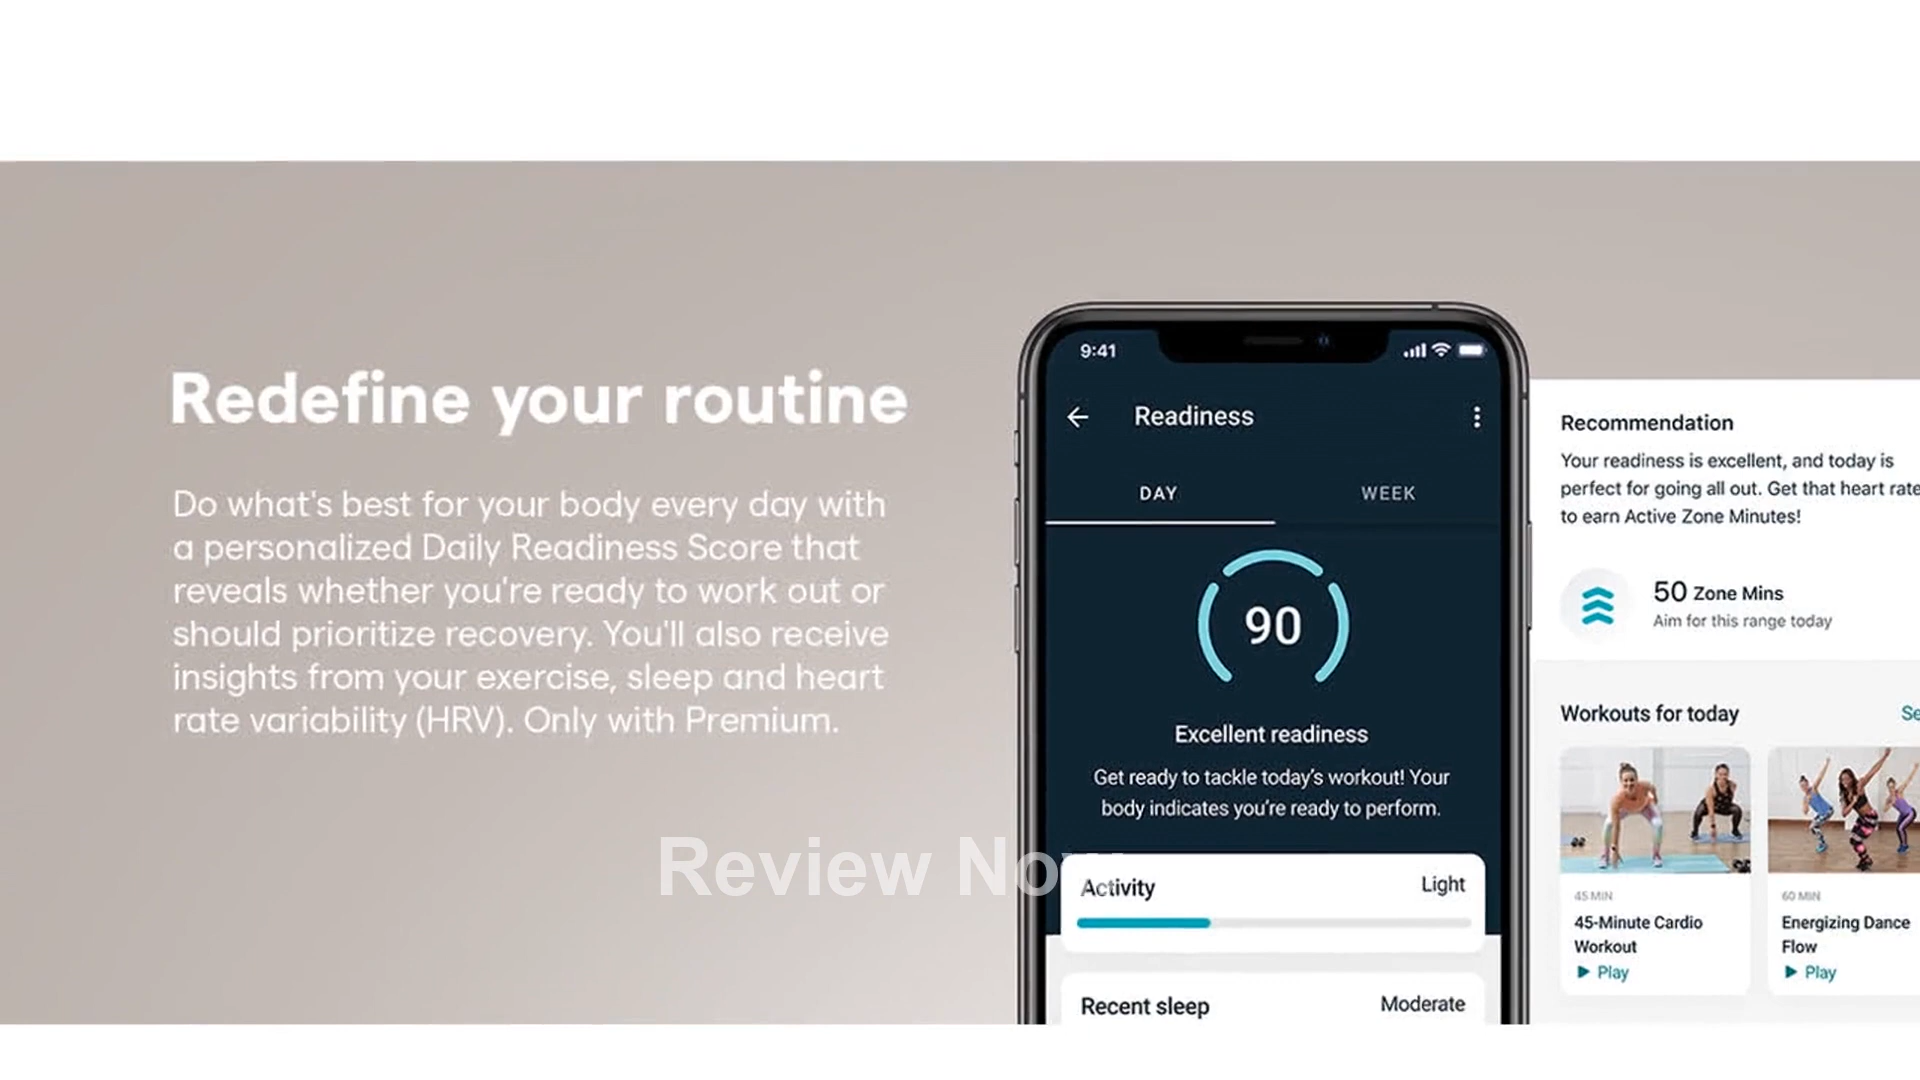 Redefine your routine
Do what's best for your body every day with
a personalized Daily Readiness Score that
reveals whether you're ready to work out or
should prioritize recovery. You'll also receive
insights from your exercise, sleep and heart
rate variability (HRV). Only with Premium.
Review Now
9:41
Readiness
DAY
WEEK
90
Excellent readiness
Get ready to tackle today's workout! Your
body indicates you're ready to perform.
Activity
Light
Recent sleep
Moderate
Recommendation
Your readiness is excellent, and today is
perfect for going all out. Get that heart rate
to earn Active Zone Minutes!
50 Zone Mins
Aim for this range today
Workouts for today
45 MIN
45-Minute Cardio
Workout
Play
60 MIN
Energizing Dance
Flow
Play